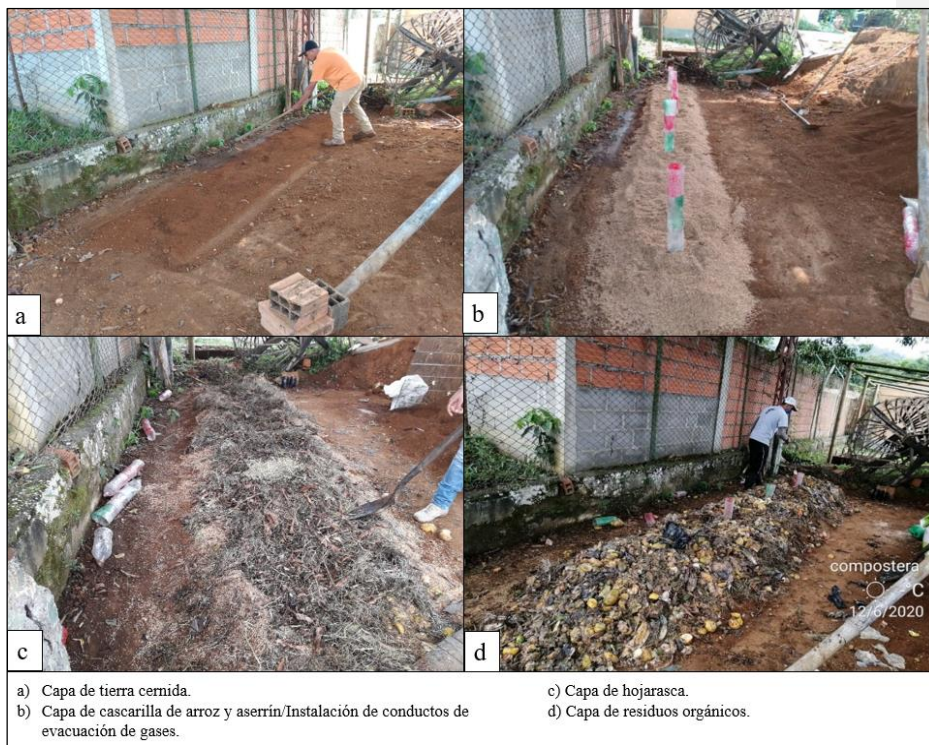 a
b
c
compostera
C
12/6/2020
d
a) Capa de tierra cernida.
b) Capa de cascarilla de arroz y aserrín/Instalación de conductos de
evacuación de gases.
c) Capa de hojarasca.
d) Capa de residuos orgánicos.